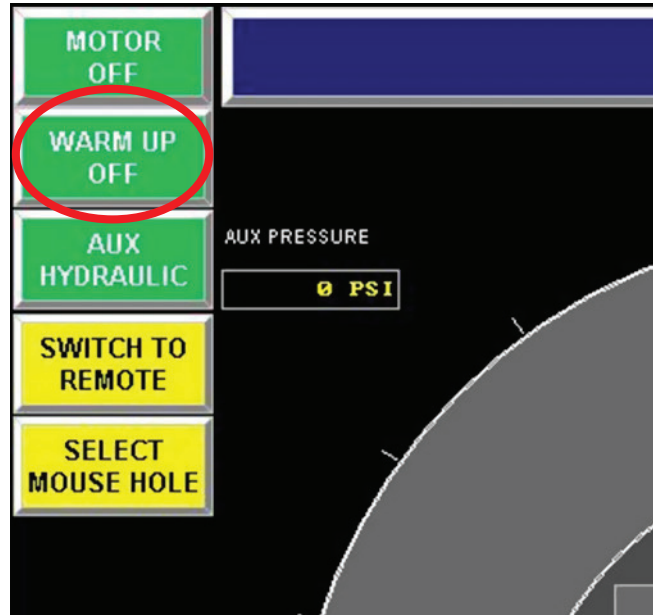 MOTOR
OFF
WARM UP
OFF
AUX
HYDRAULIC
AUX PRESSURE
0 PSI
SWITCH TO
REMOTE
SELECT
MOUSE HOLE